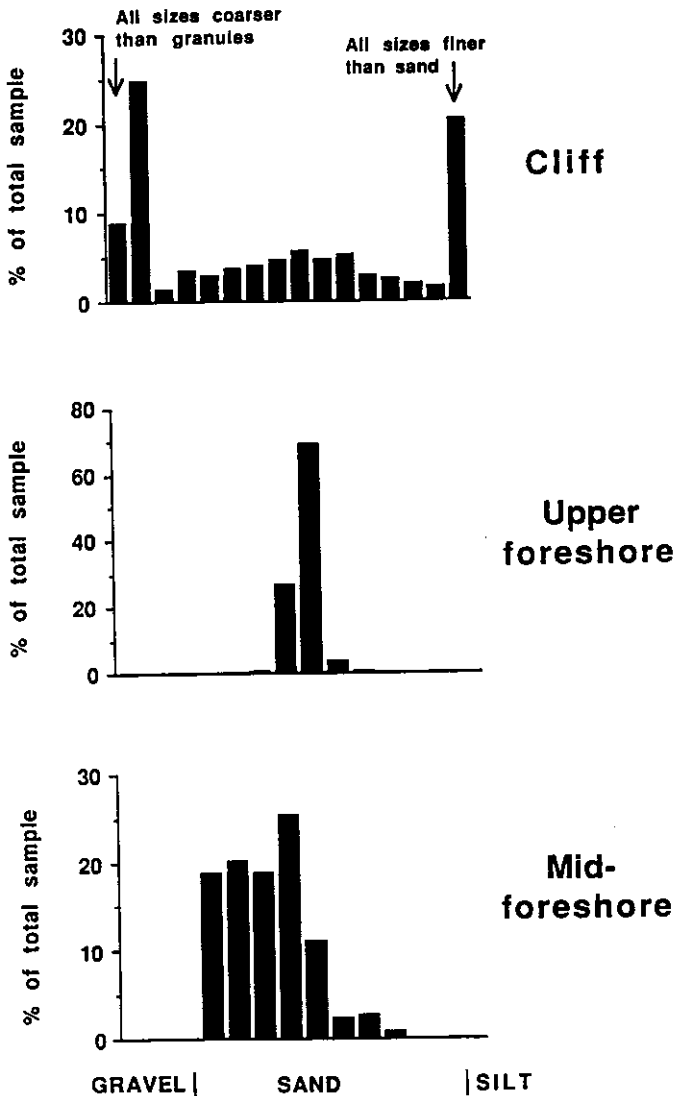 All sizes coarser
than granules
All sizes finer
than sand
30
20
10
0
% of total sample
Cliff
80
60
40
20
0
% of total sample
Upper
foreshore
30
20
10
0
% of total sample
Mid-
foreshore
GRAVEL | SAND | SILT